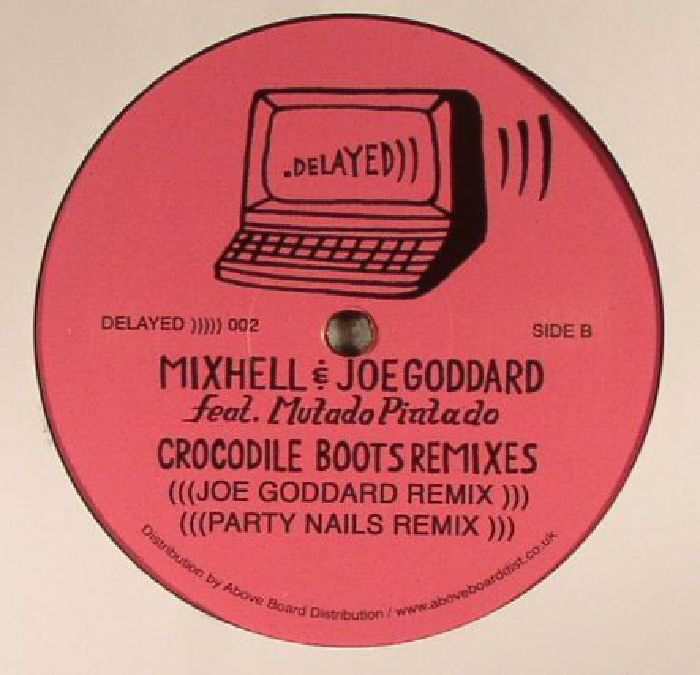 .DELAYED))
DELAYED ))))) 002
SIDE B
MIXHELL & JOE GODDARD
feat. Mutado Pintado
CROCODILE BOOTS REMIXES
(((JOE GODDARD REMIX )))
(((PARTY NAILS REMIX )))
Distribution by Above Board Distribution / www.aboveboarddist.co.uk